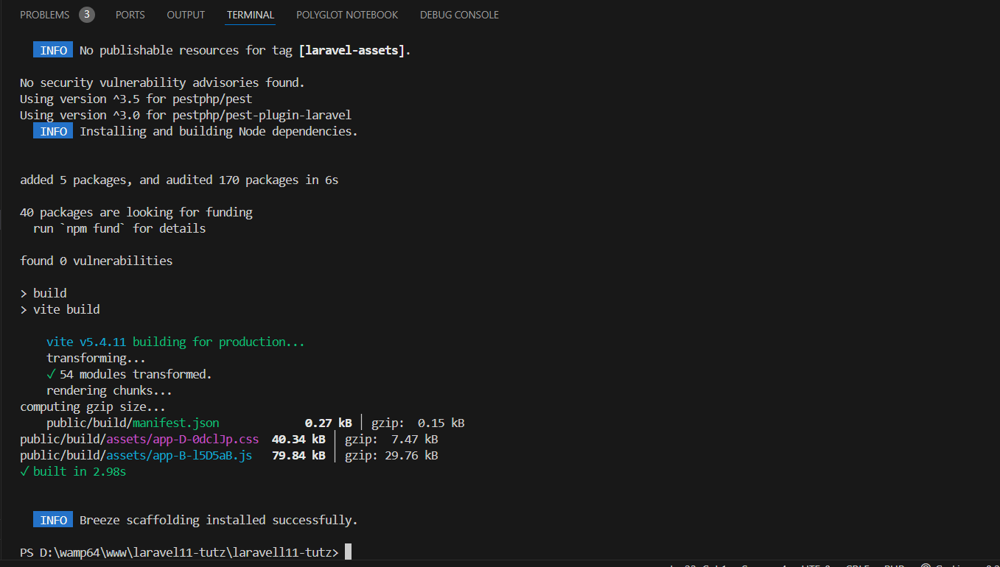 PROBLEMS 3 PORTS OUTPUT TERMINAL POLYGLOT NOTEBOOK DEBUG CONSOLE
INFO No publishable resources for tag [laravel-assets].
No security vulnerability advisories found.
Using version ^3.5 for pestphp/pest
Using version ^3.0 for pestphp/pest-plugin-laravel
INFO Installing and building Node dependencies.
added 5 packages, and audited 170 packages in 6s
40 packages are looking for funding
run `npm fund` for details
found 0 vulnerabilities
> build
> vite build
vite v5.4.11 building for production...
transforming...
✓ 54 modules transformed.
rendering chunks...
computing gzip size...
public/build/manifest.json 0.27 kB │ gzip: 0.15 kB
public/build/assets/app-D-0dclJp.css 40.34 kB │ gzip: 7.47 kB
public/build/assets/app-B-l5D5aB.js 79.84 kB │ gzip: 29.76 kB
✓ built in 2.98s
INFO Breeze scaffolding installed successfully.
PS D:\wamp64\www\laravel11-tutz\laravell11-tutz>